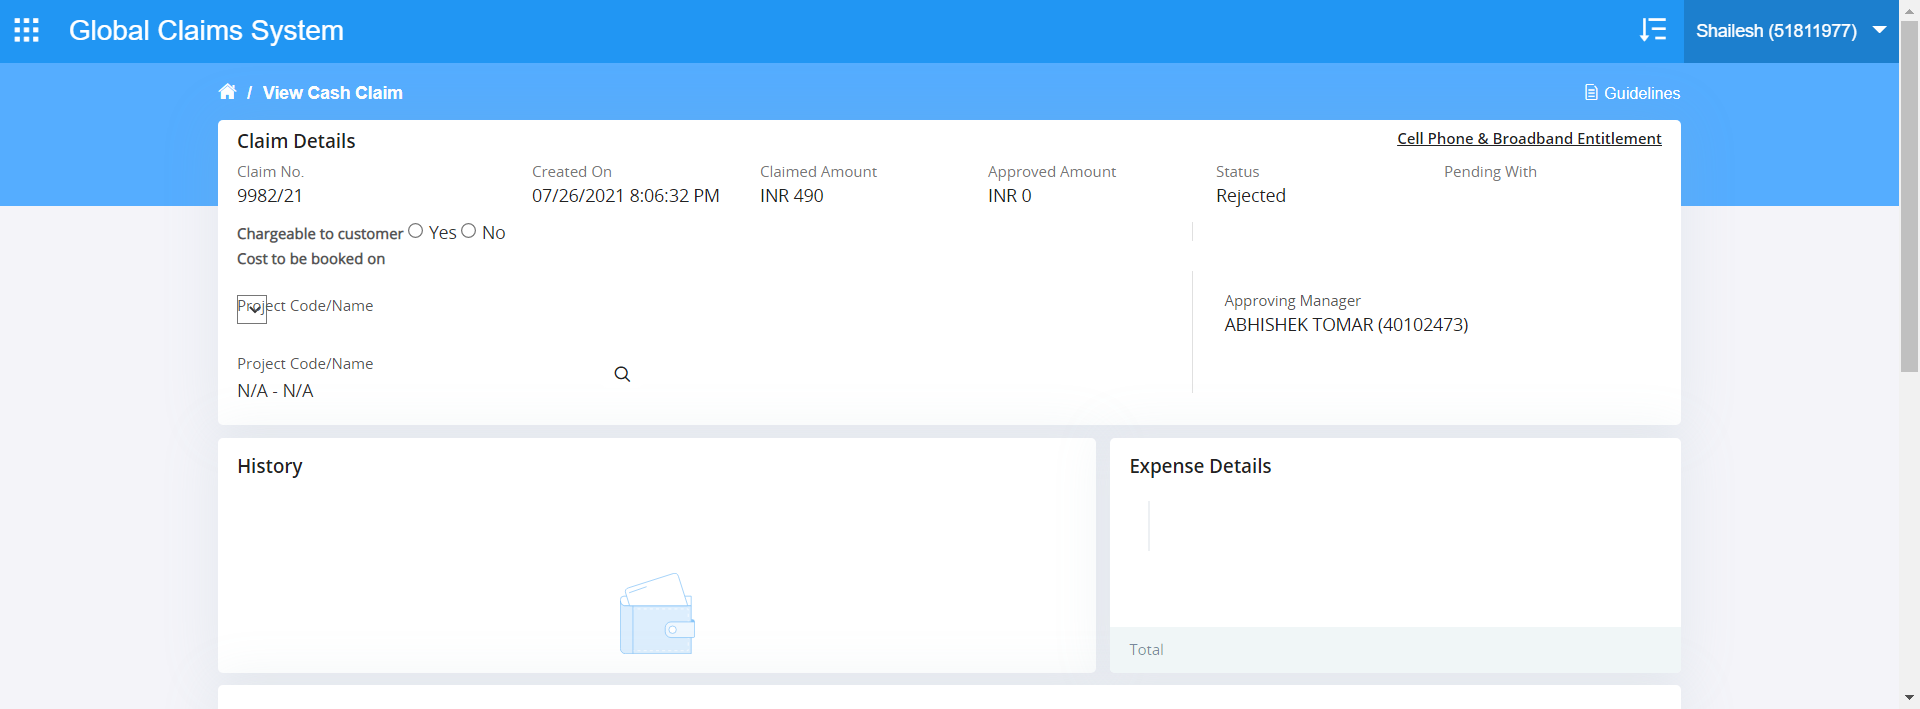 Global Claims System
Shailesh (51811977)
/ View Cash Claim
Guidelines
Claim Details
Cell Phone & Broadband Entitlement
Claim No.
Created On
Claimed Amount
Approved Amount
Status
Pending With
9982/21
07/26/2021 8:06:32 PM
INR 490
INR 0
Rejected
Chargeable to customer Yes No
Cost to be booked on
Project Code/Name
Approving Manager
ABHISHEK TOMAR (40102473)
Project Code/Name
N/A - N/A
History
Expense Details
Total